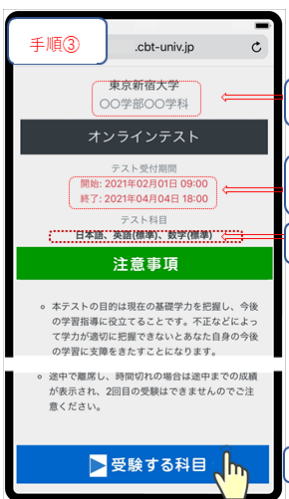 手順③
.cbt-univ.jp
東京新宿大学
〇〇学部〇〇学科
オンラインテスト
テスト受付期間
開始: 2021年02月01日 09:00
終了: 2021年04月04日 18:00
テスト科目
日本語、英語(標準)、数字(標準)
注意事項
本テストの目的は現在の基礎学力を把握し、今後
の学習指導に役立てることです。不正などによっ
て学力が適切に把握できないとあなた自身の今後
の学習に支障をきたすことになります。
途中で離席し、時間切れの場合は途中までの成績
が表示され、2回目の受験はできませんのでご注
意ください。
受験する科目